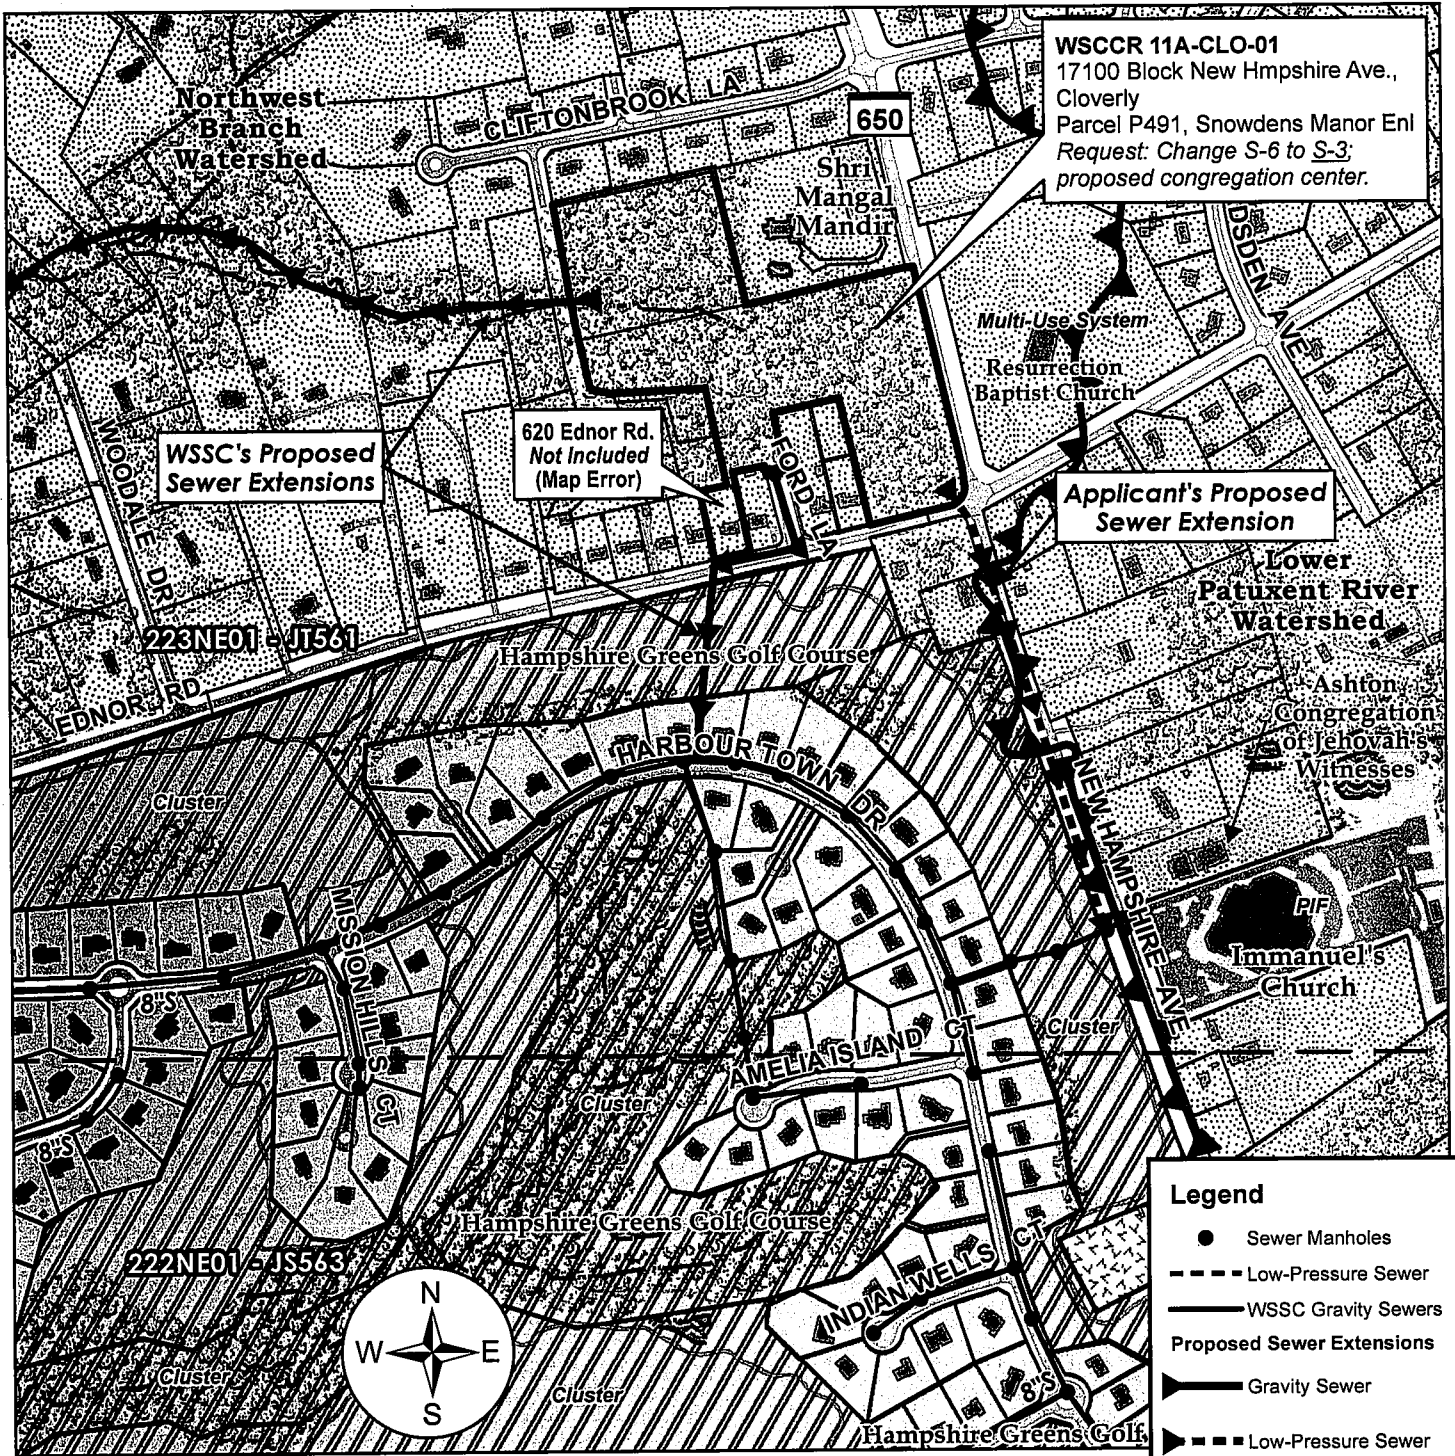 WSCCR 11A-CLO-01
17100 Block New Hmpshire Ave.,
Cloverly
Parcel P491, Snowdens Manor Enl
Request: Change S-6 to S-3;
proposed congregation center.
Northwest
Branch
Watershed
CLIFTONBROOK LA
650
Shri
Mangal
Mandir
DSDEN AVE
Multi-Use System
Resurrection
Baptist Church
WOODALE DR
WSSC's Proposed
Sewer Extensions
620 Ednor Rd.
Not Included
(Map Error)
FORD LA
Applicant's Proposed
Sewer Extension
Lower
Patuxent River
Watershed
223NE01 - JT561
EDNOR RD
Hampshire Greens Golf Course
Ashton
Congregation
of Jehovah's
Witnesses
HARBOUR TOWN DR
Cluster
NEW HAMPSHIRE AVE
MISSION HILLS CT
PIF
Immanuel's
Church
8"S
8"S
AMELIA ISLAND CT
Cluster
Cluster
Hampshire Greens Golf Course
222NE01 - JS563
INDIAN WELLS CT
N
W
E
S
Cluster
Cluster
8"S
Hampshire Greens Golf
Legend
Sewer Manholes
Low-Pressure Sewer
WSSC Gravity Sewers
Proposed Sewer Extensions
Gravity Sewer
Low-Pressure Sewer